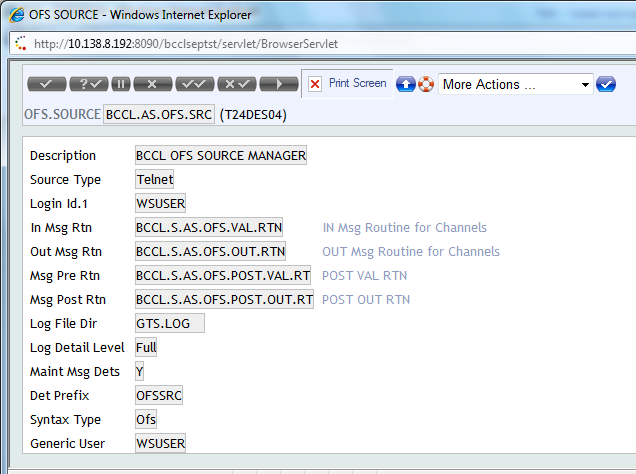 OFS SOURCE - Windows Internet Explorer
http://10.138.8.192:8090/bcclseptst/servlet/BrowserServlet
Print Screen More Actions ...
OFS.SOURCE BCCL.AS.OFS.SRC (T24DES04)
Description BCCL OFS SOURCE MANAGER
Source Type Telnet
Login Id.1 WSUSER
In Msg Rtn BCCL.S.AS.OFS.VAL.RTN IN Msg Routine for Channels
Out Msg Rtn BCCL.S.AS.OFS.OUT.RTN OUT Msg Routine for Channels
Msg Pre Rtn BCCL.S.AS.OFS.POST.VAL.RT POST VAL RTN
Msg Post Rtn BCCL.S.AS.OFS.POST.OUT.RT POST OUT RTN
Log File Dir GTS.LOG
Log Detail Level Full
Maint Msg Dets Y
Det Prefix OFSSRC
Syntax Type Ofs
Generic User WSUSER